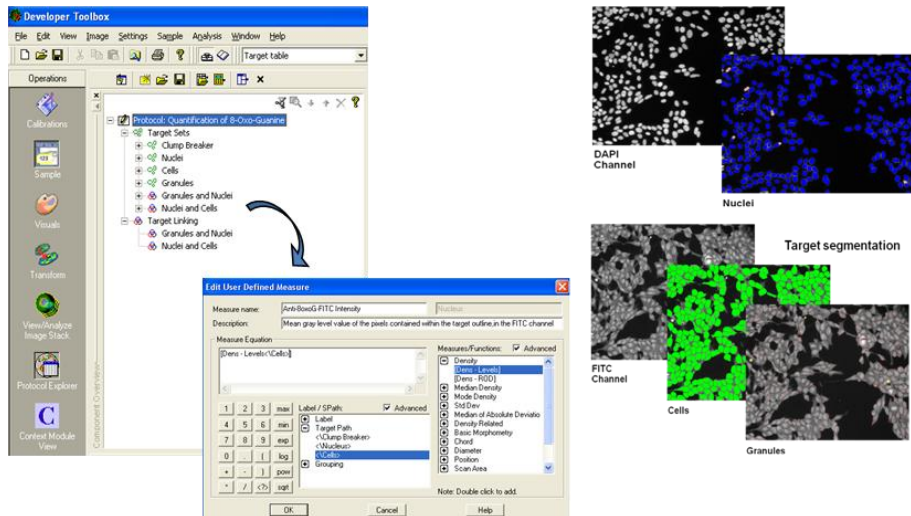 Developer Toolbox
File Edit View Image Settings Sample Analysis Window Help
Target table
Operations
Calibrations
Sample
Visuals
Transform
View/Analyze
Image Stack
Protocol Explorer
Context Module
View
Component Overview
Protocol: Quantification of 8-Oxo-Guanine
Target Sets
Clump Breaker
Nuclei
Cells
Granules
Granules and Nuclei
Nuclei and Cells
Target Linking
Granules and Nuclei
Nuclei and Cells
Edit User Defined Measure
Measure name: Anti-8oxoG-FITC Intensity Nucleus
Description: Mean gray level value of the pixels contained within the target outline,in the FITC channel
Measure Equation
[Dens - Levels<\Cells>]
Measures/Functions: Advanced
Density
[Dens - Levels]
[Dens - ROD]
Median Density
Mode Density
Std Dev
Median of Absolute Deviatio
Density Related
Basic Morphometry
Chord
Diameter
Position
Scan Area
1 2 3 max
4 5 6 min
7 8 9 exp
0 . ( log
+ - ) pow
* / <?> sqrt
Label / SPath: Advanced
Label
Target Path
<\Clump Breaker>
<\Nucleus>
<\Cells>
Grouping
Note: Double click to add.
OK Cancel Help
DAPI
Channel
Nuclei
Target segmentation
FITC
Channel
Cells
Granules